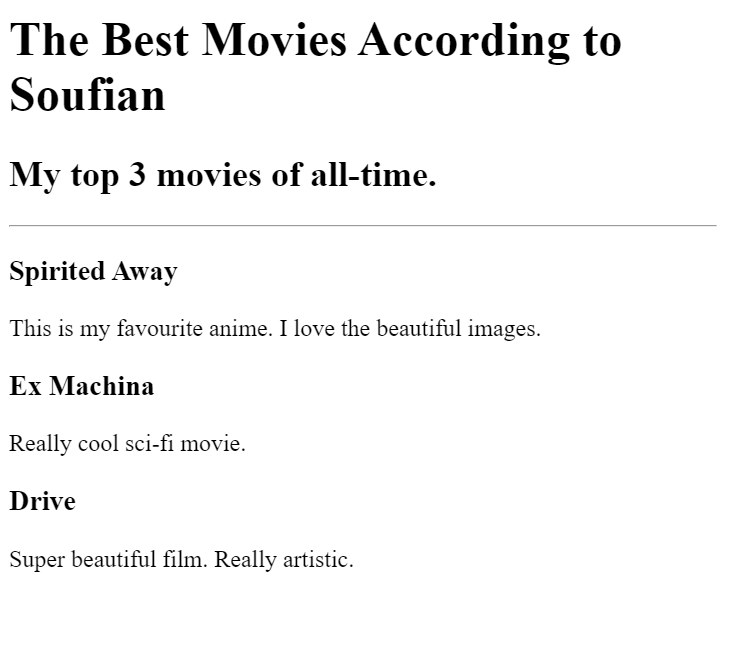 The Best Movies According to
Soufian
My top 3 movies of all-time.
Spirited Away
This is my favourite anime. I love the beautiful images.
Ex Machina
Really cool sci-fi movie.
Drive
Super beautiful film. Really artistic.